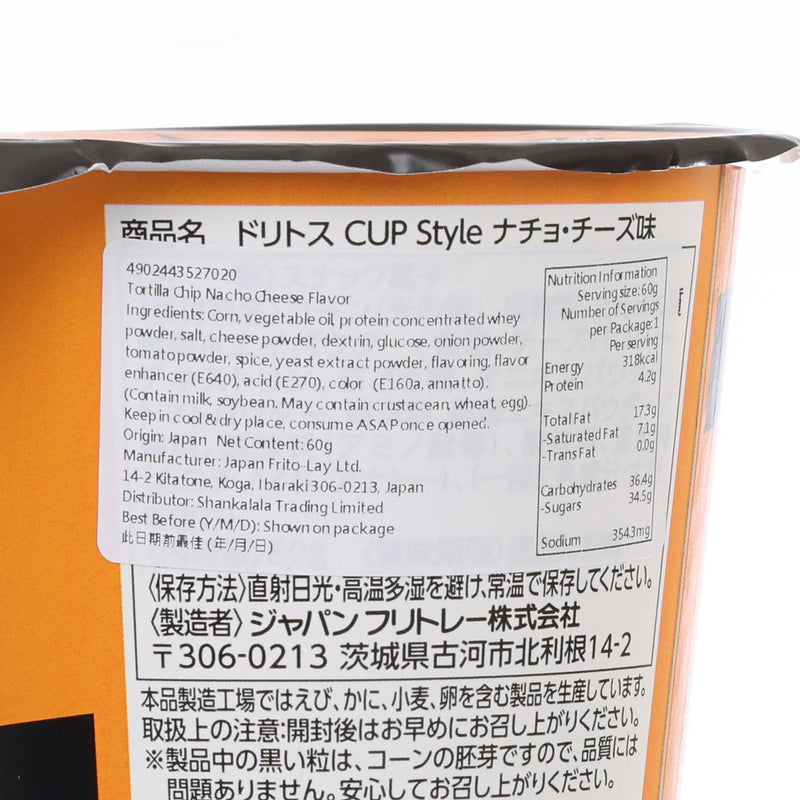 商品名 ドリトス CUP Style ナチョ・チーズ味
4902443527020
Tortilla Chip Nacho Cheese Flavor
Ingredients: Corn, vegetable oil, protein concentrated whey
powder, salt, cheese powder, dextrin, glucose, onion powder,
tomato powder, spice, yeast extract powder, flavoring, flavor
enhancer (E640), acid (E270), color (E160a, annatto).
(Contain milk, soybean. May contain crustacean, wheat, egg).
Keep in cool & dry place, consume ASAP once opened.
Origin: Japan Net Content: 60g
Manufacturer: Japan Frito-Lay Ltd.
14-2 Kitatone, Koga, Ibaraki 306-0213, Japan
Distributor: Shankalala Trading Limited
Best Before (Y/M/D): Shown on package
此日期前最佳 (年/月/日)
Nutrition Information
Serving size: 60g
Number of Servings
per Package: 1
Per serving
Energy 318kcal
Protein 4.2g
Total Fat 17.3g
-Saturated Fat 7.1g
-Trans Fat 0.0g
Carbohydrates 36.4g
-Sugars 34.5g
Sodium 354.3mg
〈保存方法〉直射日光・高温多湿を避け、常温で保存してください。
〈製造者〉ジャパン フリトレー株式会社
〒306-0213 茨城県古河市北利根14-2
本品製造工場ではえび、かに、小麦、卵を含む製品を生産しています。
取扱上の注意:開封後はお早めにお召し上がりください。
※製品中の黒い粒は、コーンの胚芽ですので、品質には
問題ありません。安心してお召し上がりください。